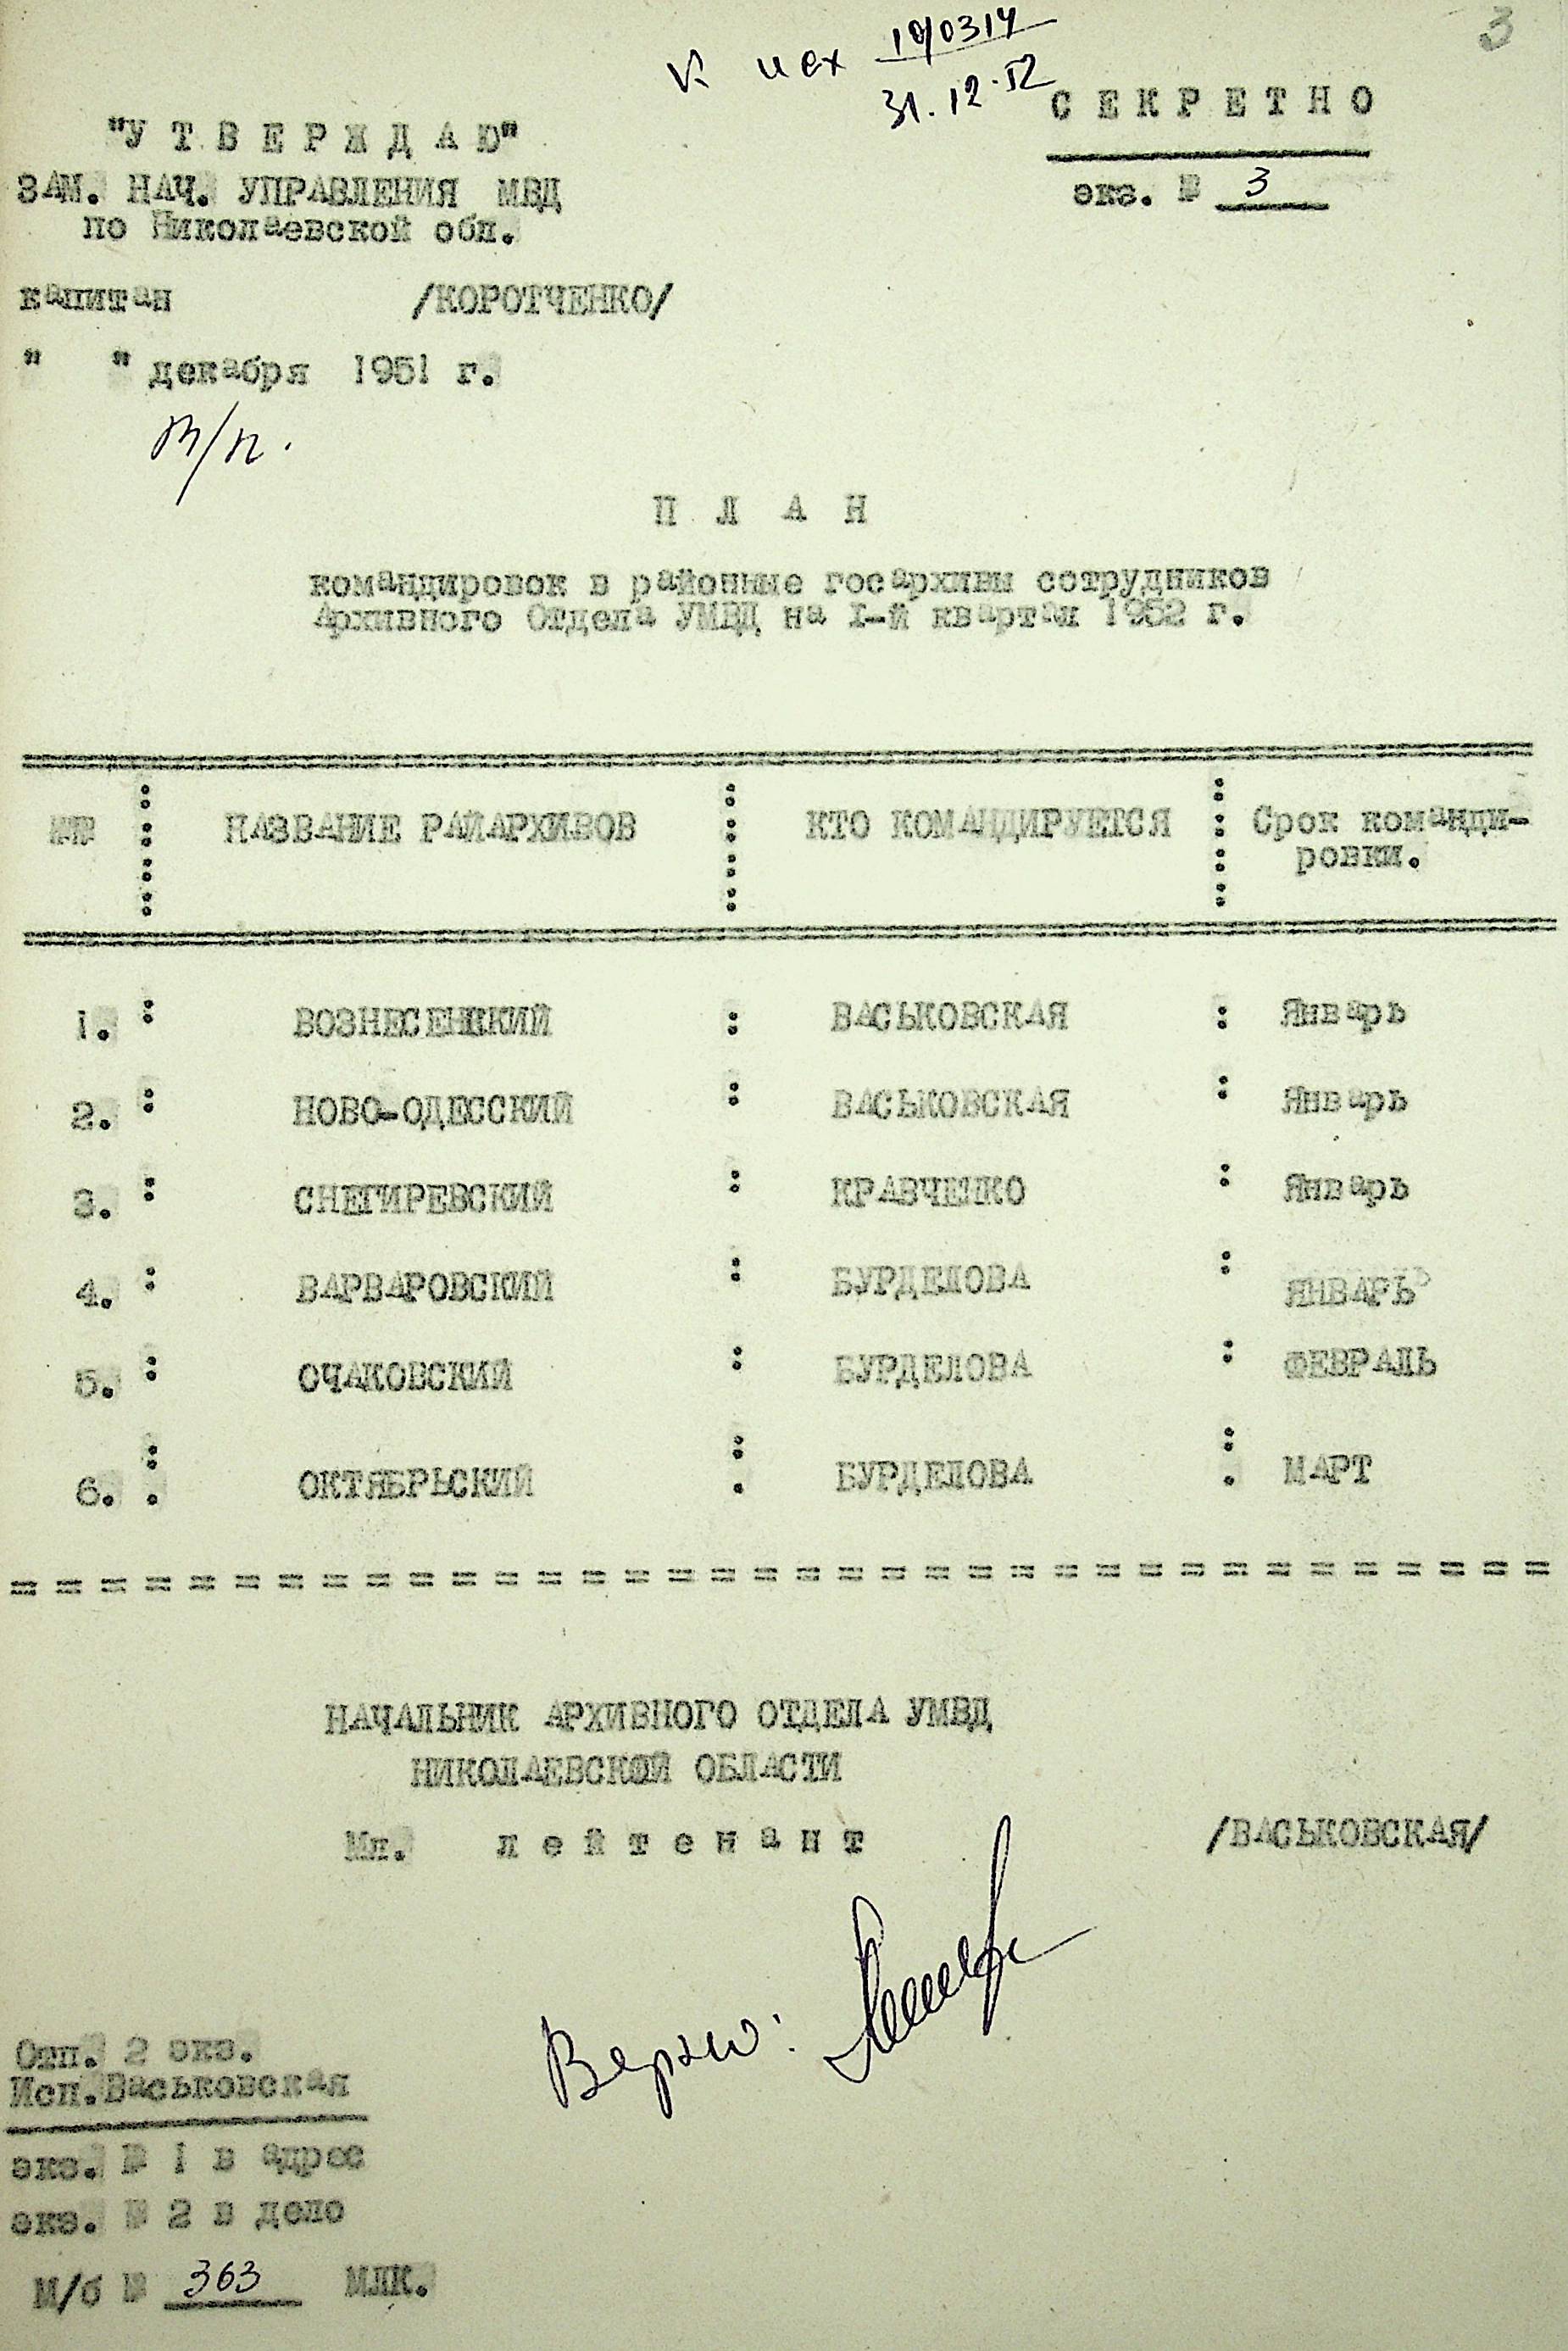 3
К исх 19/0314
31.12.52
С Е К Р Е Т Н О
экз. № 3
"У Т В Е Р Ж Д А Ю"
ЗАМ. НАЧ. УПРАВЛЕНИЯ МВД
по Николаевской обл.
капитан /КОРОТЧЕНКО/
" " декабря 1951 г.
п/п.
П Л А Н
командировок в районные госархивы сотрудников
Архивного Отдела УМВД на I-й квартал 1952 г.
№№ : НАЗВАНИЕ РАЙАРХИВОВ : КТО КОМАНДИРУЕТСЯ : Срок команди-
ровки.
1. : ВОЗНЕСЕНСКИЙ : ВАСЬКОВСКАЯ : Январь
2. : НОВО-ОДЕССКИЙ : ВАСЬКОВСКАЯ : Январь
3. : СНЕГИРЕВСКИЙ : КРАВЧЕНКО : Январь
4. : ВАРВАРОВСКИЙ : БУРДЕЛОВА : ЯНВАРЬ
5. : ОЧАКОВСКИЙ : БУРДЕЛОВА : ФЕВРАЛЬ
6. : ОКТЯБРЬСКИЙ : БУРДЕЛОВА : МАРТ
НАЧАЛЬНИК АРХИВНОГО ОТДЕЛА УМВД
НИКОЛАЕВСКОЙ ОБЛАСТИ
Мл. л е й т е н а н т /ВАСЬКОВСКАЯ/
Верно:
Отп. 2 экз.
Исп.Васьковская
экз. № 1 в адрес
экз. № 2 в дело
М/б № 363 МЛК.